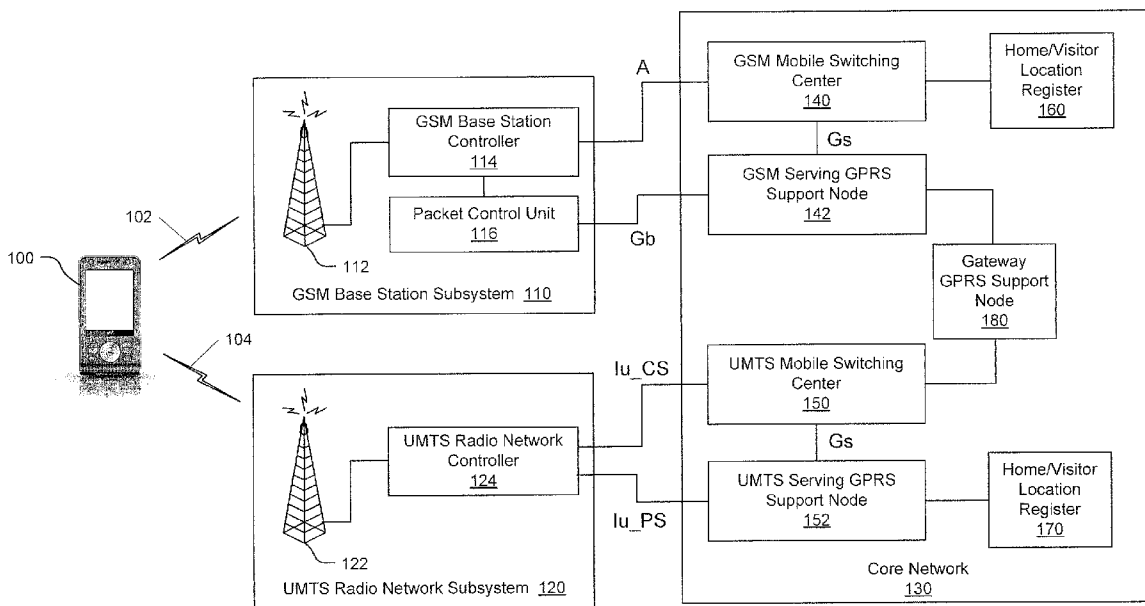 100
102
104
112
GSM Base Station
Controller
114
Packet Control Unit
116
GSM Base Station Subsystem 110
122
UMTS Radio Network
Controller
124
UMTS Radio Network Subsystem 120
A
Gb
Iu_CS
Iu_PS
GSM Mobile Switching
Center
140
Gs
GSM Serving GPRS
Support Node
142
Home/Visitor
Location
Register
160
Gateway
GPRS Support
Node
180
UMTS Mobile Switching
Center
150
Gs
UMTS Serving GPRS
Support Node
152
Home/Visitor
Location
Register
170
Core Network
130